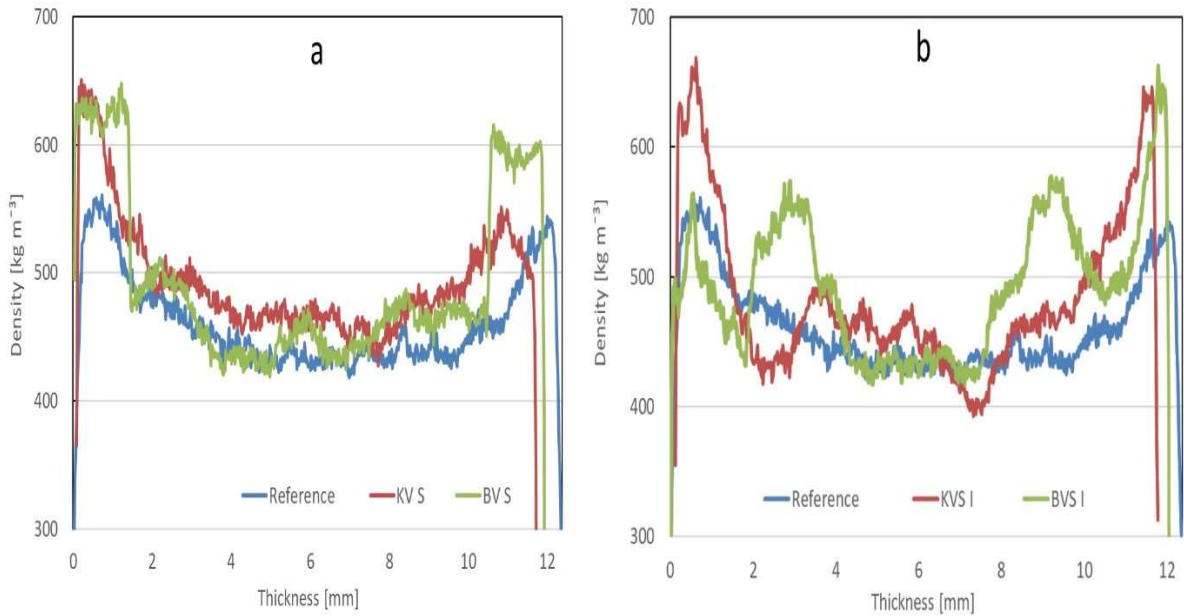 a
700
600
500
400
300
Density [kg m⁻³]
Reference
KV S
BV S
0 2 4 6 8 10 12
Thickness [mm]
b
700
600
500
400
300
Density [kg m⁻³]
Reference
KVS I
BVS I
0 2 4 6 8 10 12
Thickness [mm]